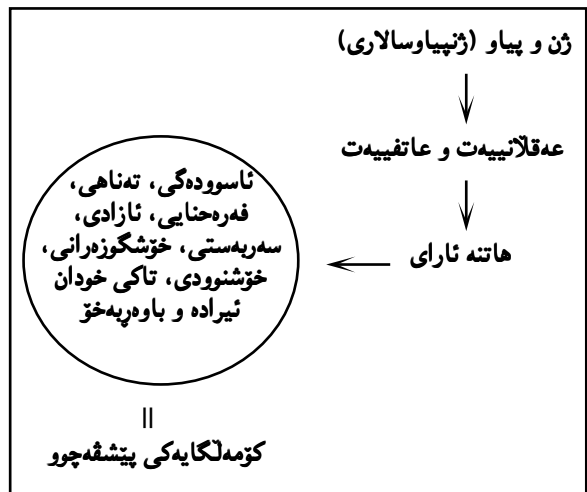 ژن و پیاو (ژنپیاوسالاری)
عەقڵانییەت و عاتفییەت
هاتنە ئارای
ئاسوودەگی، تەناهی،
فەرەحنایی، ئازادی،
سەربەستی، خۆشگوزەرانی،
خۆشنوودی، تاکی خودان
ئیرادە و باوەڕبەخۆ
=
کۆمەڵگایەکی پێشڤەچوو